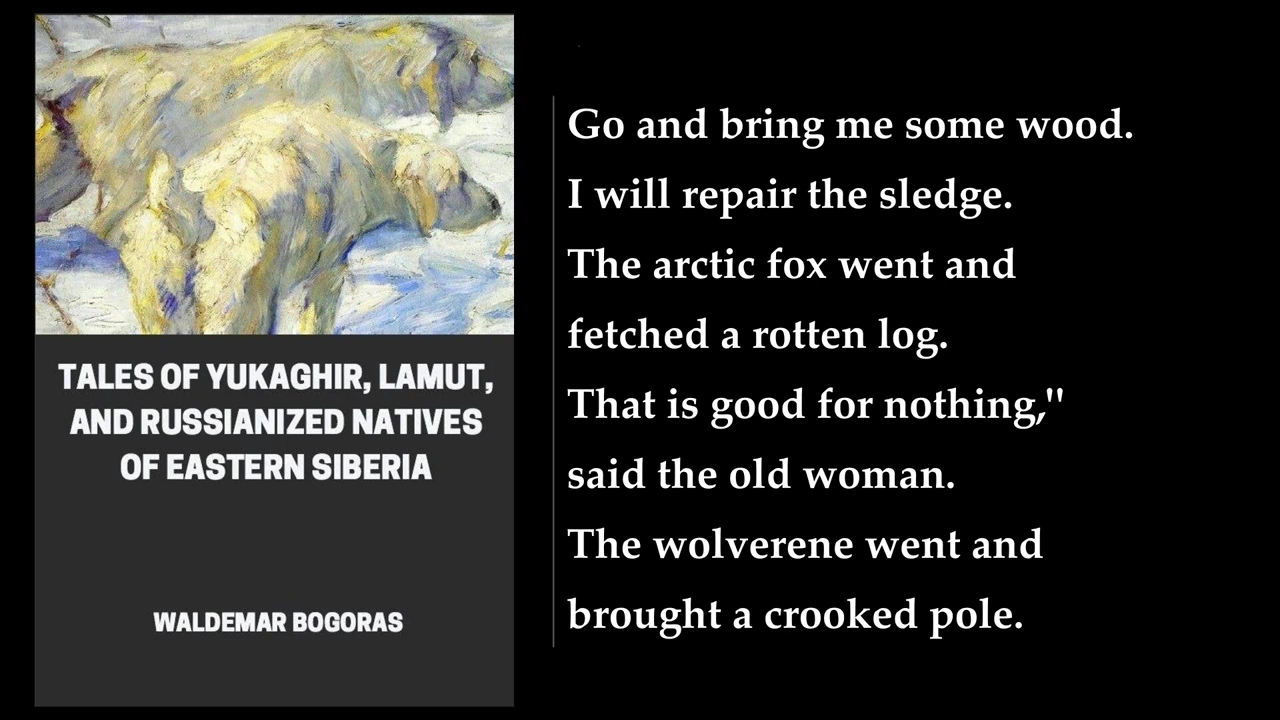 TALES OF YUKAGHIR, LAMUT,
AND RUSSIANIZED NATIVES
OF EASTERN SIBERIA
WALDEMAR BOGORAS
Go and bring me some wood.
I will repair the sledge.
The arctic fox went and
fetched a rotten log.
That is good for nothing,"
said the old woman.
The wolverene went and
brought a crooked pole.